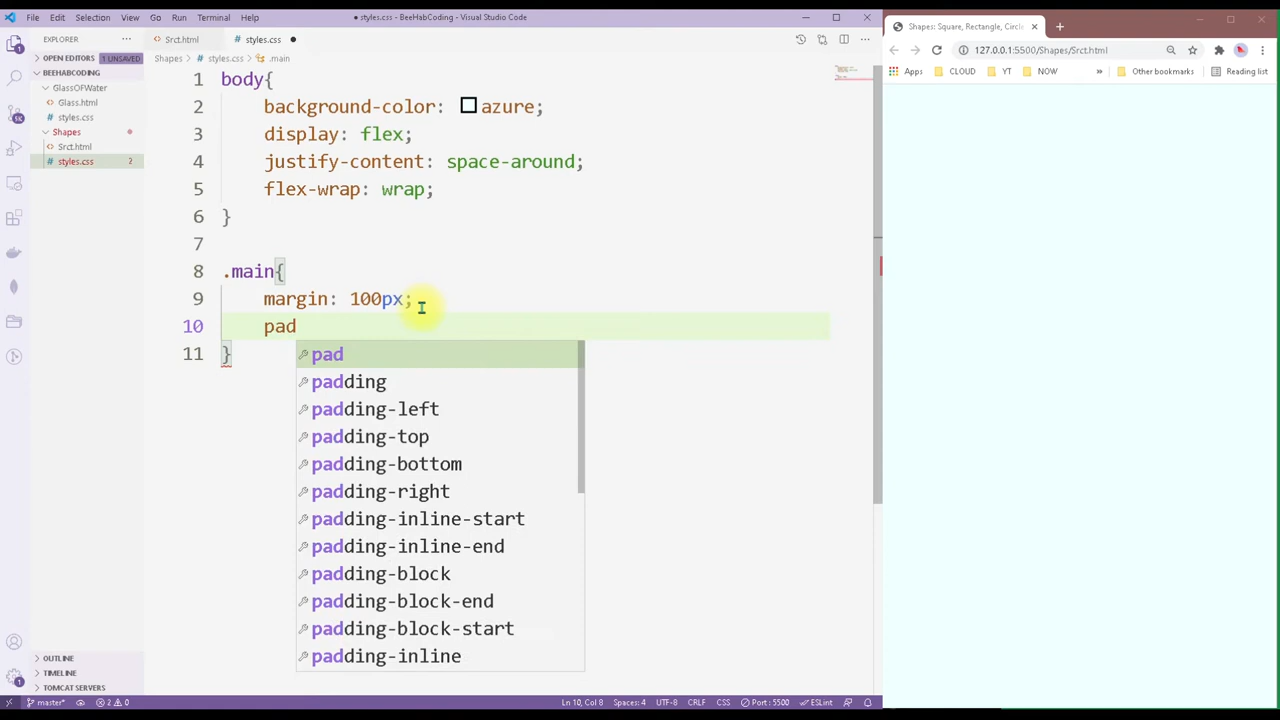 File Edit Selection View Go Run Terminal Help
● styles.css - BeeHabCoding - Visual Studio Code
EXPLORER
OPEN EDITORS 1 UNSAVED
BEEHABCODING
GlassOfWater
Glass.html
styles.css
Shapes
Srct.html
styles.css 2
OUTLINE
TIMELINE
TOMCAT SERVERS
Srct.html styles.css ●
Shapes > # styles.css > .main
1 body{
2 background-color: azure;
3 display: flex;
4 justify-content: space-around;
5 flex-wrap: wrap;
6 }
7
8 .main{
9 margin: 100px;
10 pad
11 }
pad
padding
padding-left
padding-top
padding-bottom
padding-right
padding-inline-start
padding-inline-end
padding-block
padding-block-end
padding-block-start
padding-inline
master* 2 0 Ln 10, Col 8 Spaces: 4 UTF-8 CRLF CSS Port : 5500 ESLint
Shapes: Square, Rectangle, Circle
127.0.0.1:5500/Shapes/Srct.html
Apps CLOUD YT NOW » Other bookmarks Reading list